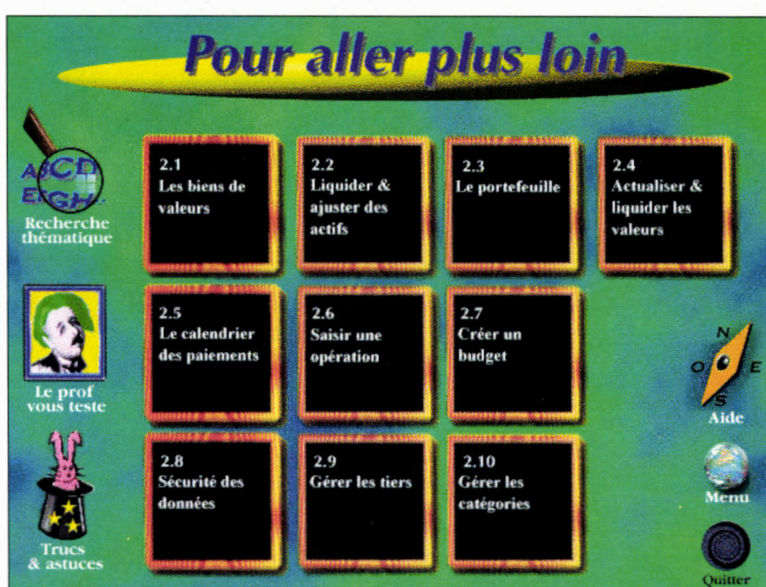 Pour aller plus loin
ABCD
EFGH...
Recherche
thématique
2.1
Les biens de
valeurs
2.2
Liquider &
ajuster des
actifs
2.3
Le portefeuille
2.4
Actualiser &
liquider les
valeurs
Le prof
vous teste
2.5
Le calendrier
des paiements
2.6
Saisir une
opération
2.7
Créer un
budget
N
O
E
S
Aide
Trucs
& astuces
2.8
Sécurité des
données
2.9
Gérer les tiers
2.10
Gérer les
catégories
Menu
Quitter